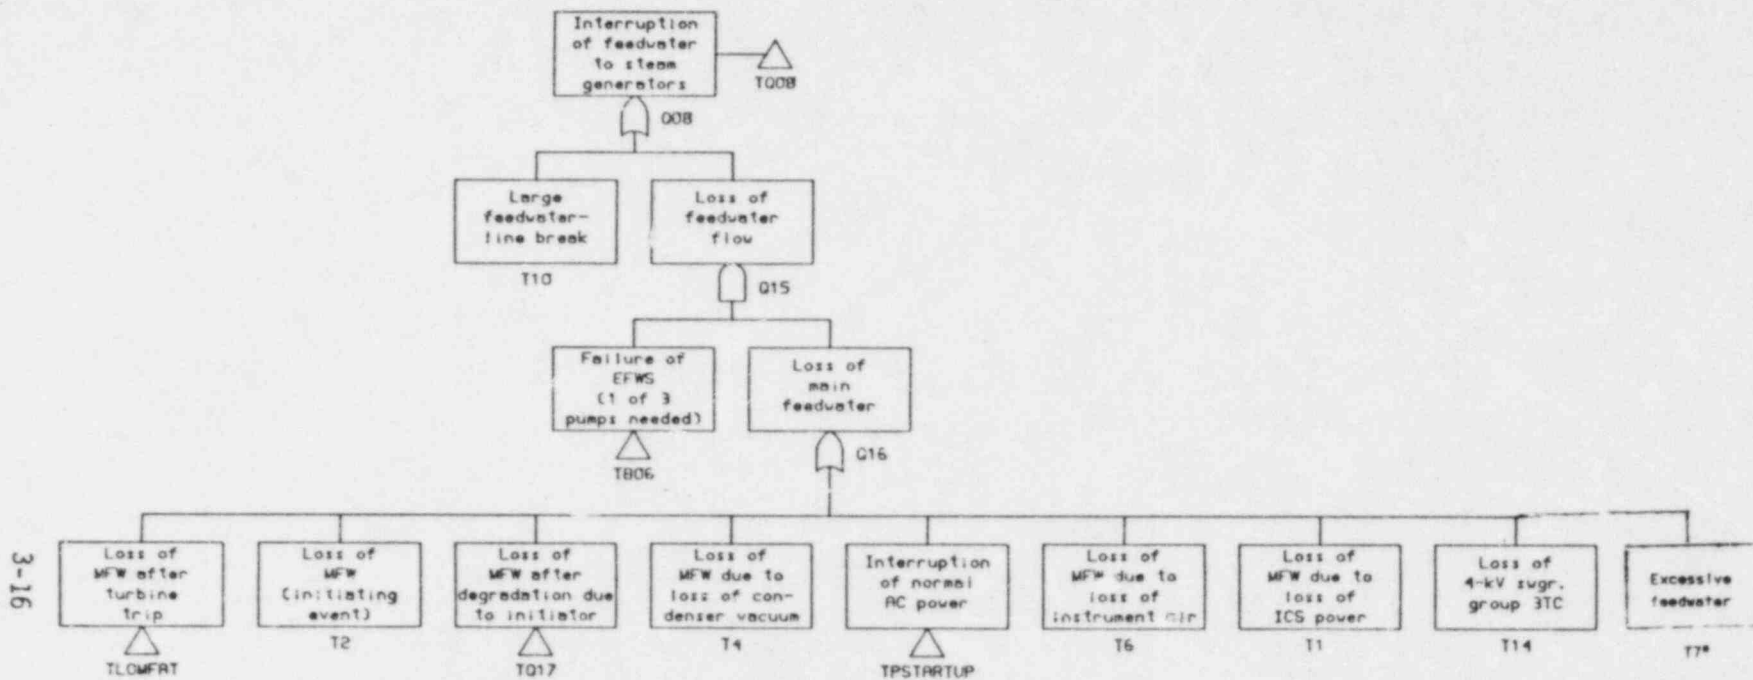 Interruption
of feedwater
to steam
generators
TQ08
Q08
Large
feedwater-
line break
T10
Loss of
feedwater
flow
Q15
Failure of
EFWS
(1 of 3
pumps needed)
TB06
Loss of
main
feedwater
Q16
Loss of
MFW after
turbine
trip
TLOMFRT
Loss of
MFW
(initiating
event)
T2
Loss of
MFW after
degradation due
to initiator
TQ17
Loss of
MFW due to
loss of con-
denser vacuum
T4
Interruption
of normal
AC power
TPSTARTUP
Loss of
MFW due to
loss of
instrument air
T6
Loss of
MFW due to
loss of
ICS power
T1
Loss of
4-kV swgr.
group 3TC
T14
Excessive
feedwater
T7*
3-16